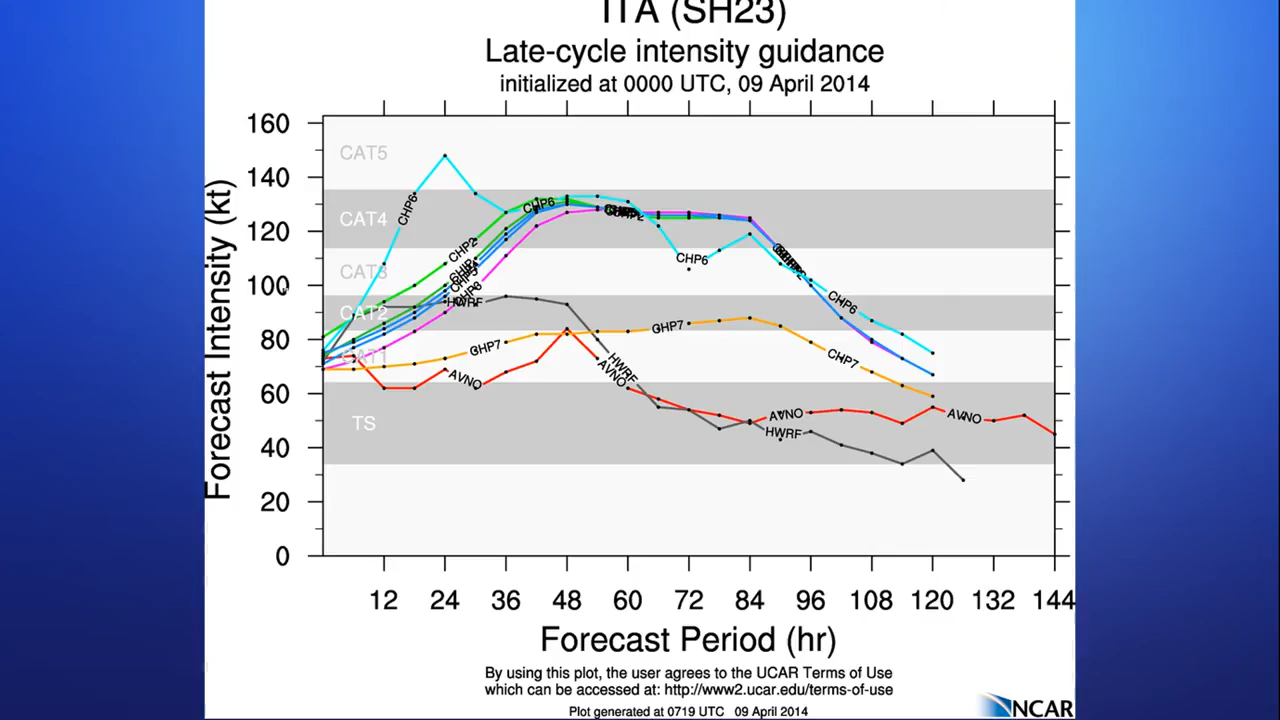 ITA (SH23)
Late-cycle intensity guidance
initialized at 0000 UTC, 09 April 2014
Forecast Intensity (kt)
160
140
120
100
80
60
40
20
0
CAT5
CAT4
CAT3
CAT2
CAT1
TS
CHP6
CHP2
CHP3
HWRF
CHP7
AVNO
CHP6
HWRF
AVNO
CHP6
CHP7
AVNO
HWRF
CHP6
CHP7
AVNO
12 24 36 48 60 72 84 96 108 120 132 144
Forecast Period (hr)
By using this plot, the user agrees to the UCAR Terms of Use
which can be accessed at: http://www2.ucar.edu/terms-of-use
Plot generated at 0719 UTC 09 April 2014
NCAR